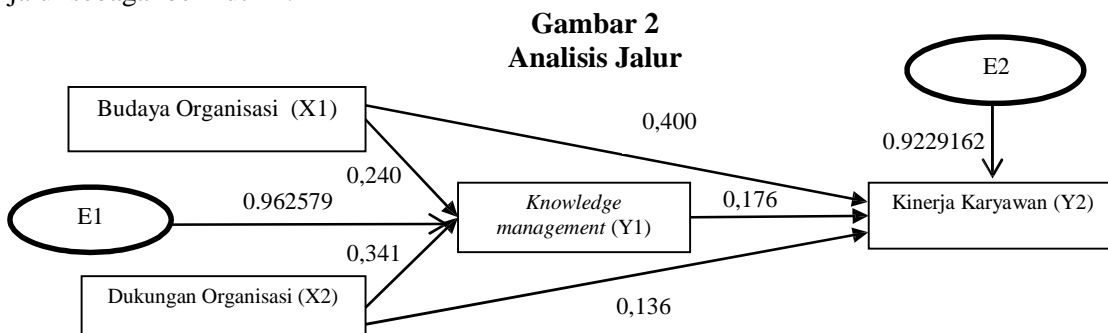 Gambar 2
Analisis Jalur
E2
Budaya Organisasi (X1)
0,400
0.9229162
0,240
E1
0.962579
Knowledge
management (Y1)
0,176
Kinerja Karyawan (Y2)
0,341
Dukungan Organisasi (X2)
0,136